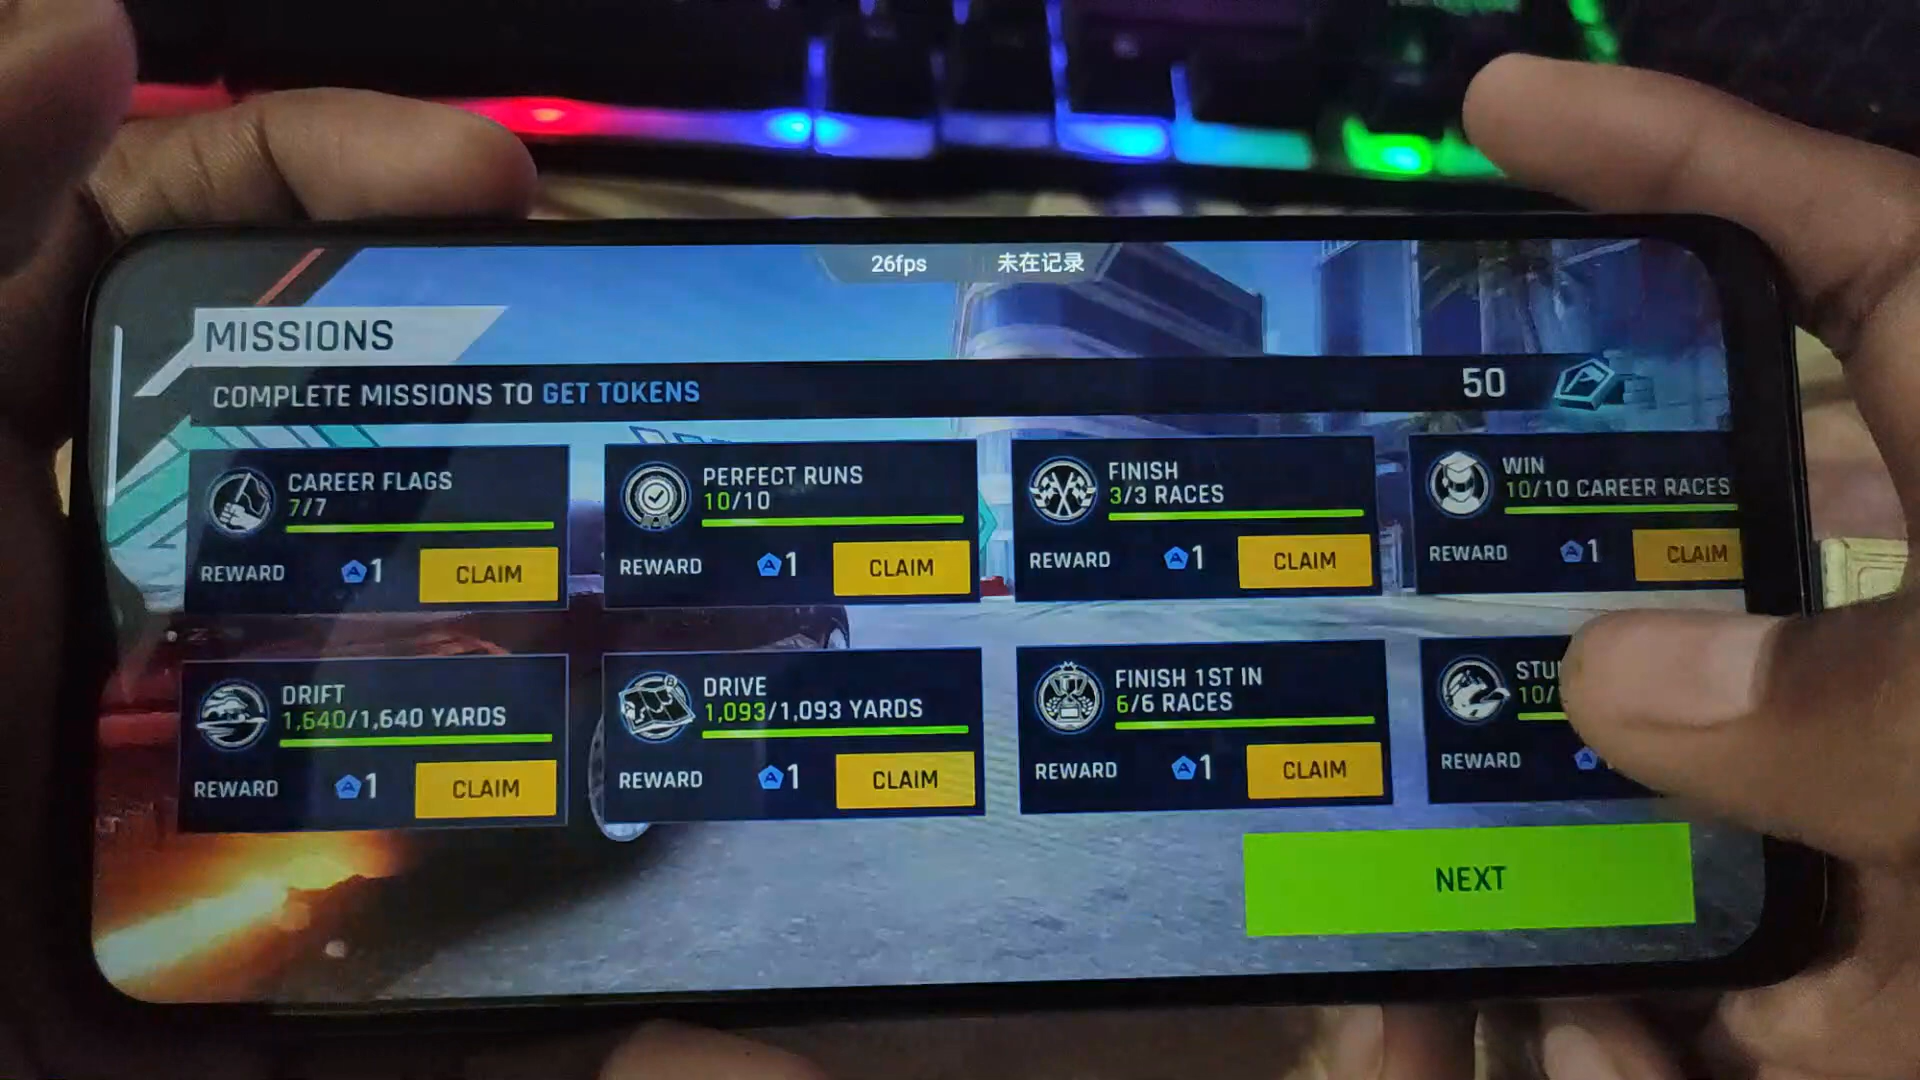 26fps 未在记录
MISSIONS
COMPLETE MISSIONS TO GET TOKENS
50
CAREER FLAGS
7/7
REWARD 1 CLAIM
PERFECT RUNS
10/10
REWARD 1 CLAIM
FINISH
3/3 RACES
REWARD 1 CLAIM
WIN
10/10 CAREER RACES
REWARD 1 CLAIM
DRIFT
1,640/1,640 YARDS
REWARD 1 CLAIM
DRIVE
1,093/1,093 YARDS
REWARD 1 CLAIM
FINISH 1ST IN
6/6 RACES
REWARD 1 CLAIM
10/
REWARD
NEXT